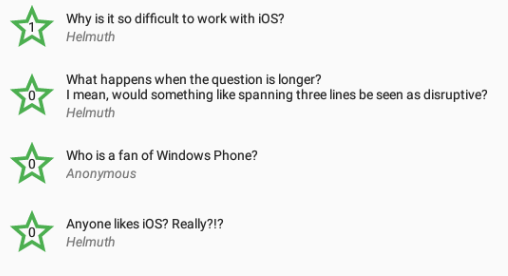 1
Why is it so difficult to work with iOS?
Helmuth
0
What happens when the question is longer?
I mean, would something like spanning three lines be seen as disruptive?
Helmuth
0
Who is a fan of Windows Phone?
Anonymous
0
Anyone likes iOS? Really?!?
Helmuth